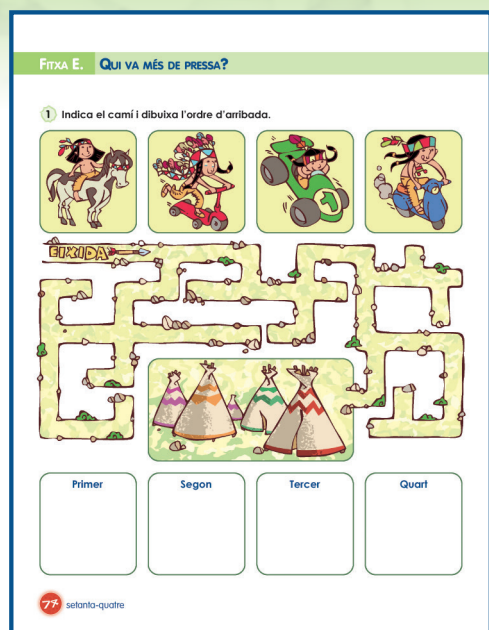 FITXA E. QUI VA MÉS DE PRESSA?
1 Indica el camí i dibuixa l'ordre d'arribada.
EIXIDA
Primer
Segon
Tercer
Quart
74 setanta-quatre